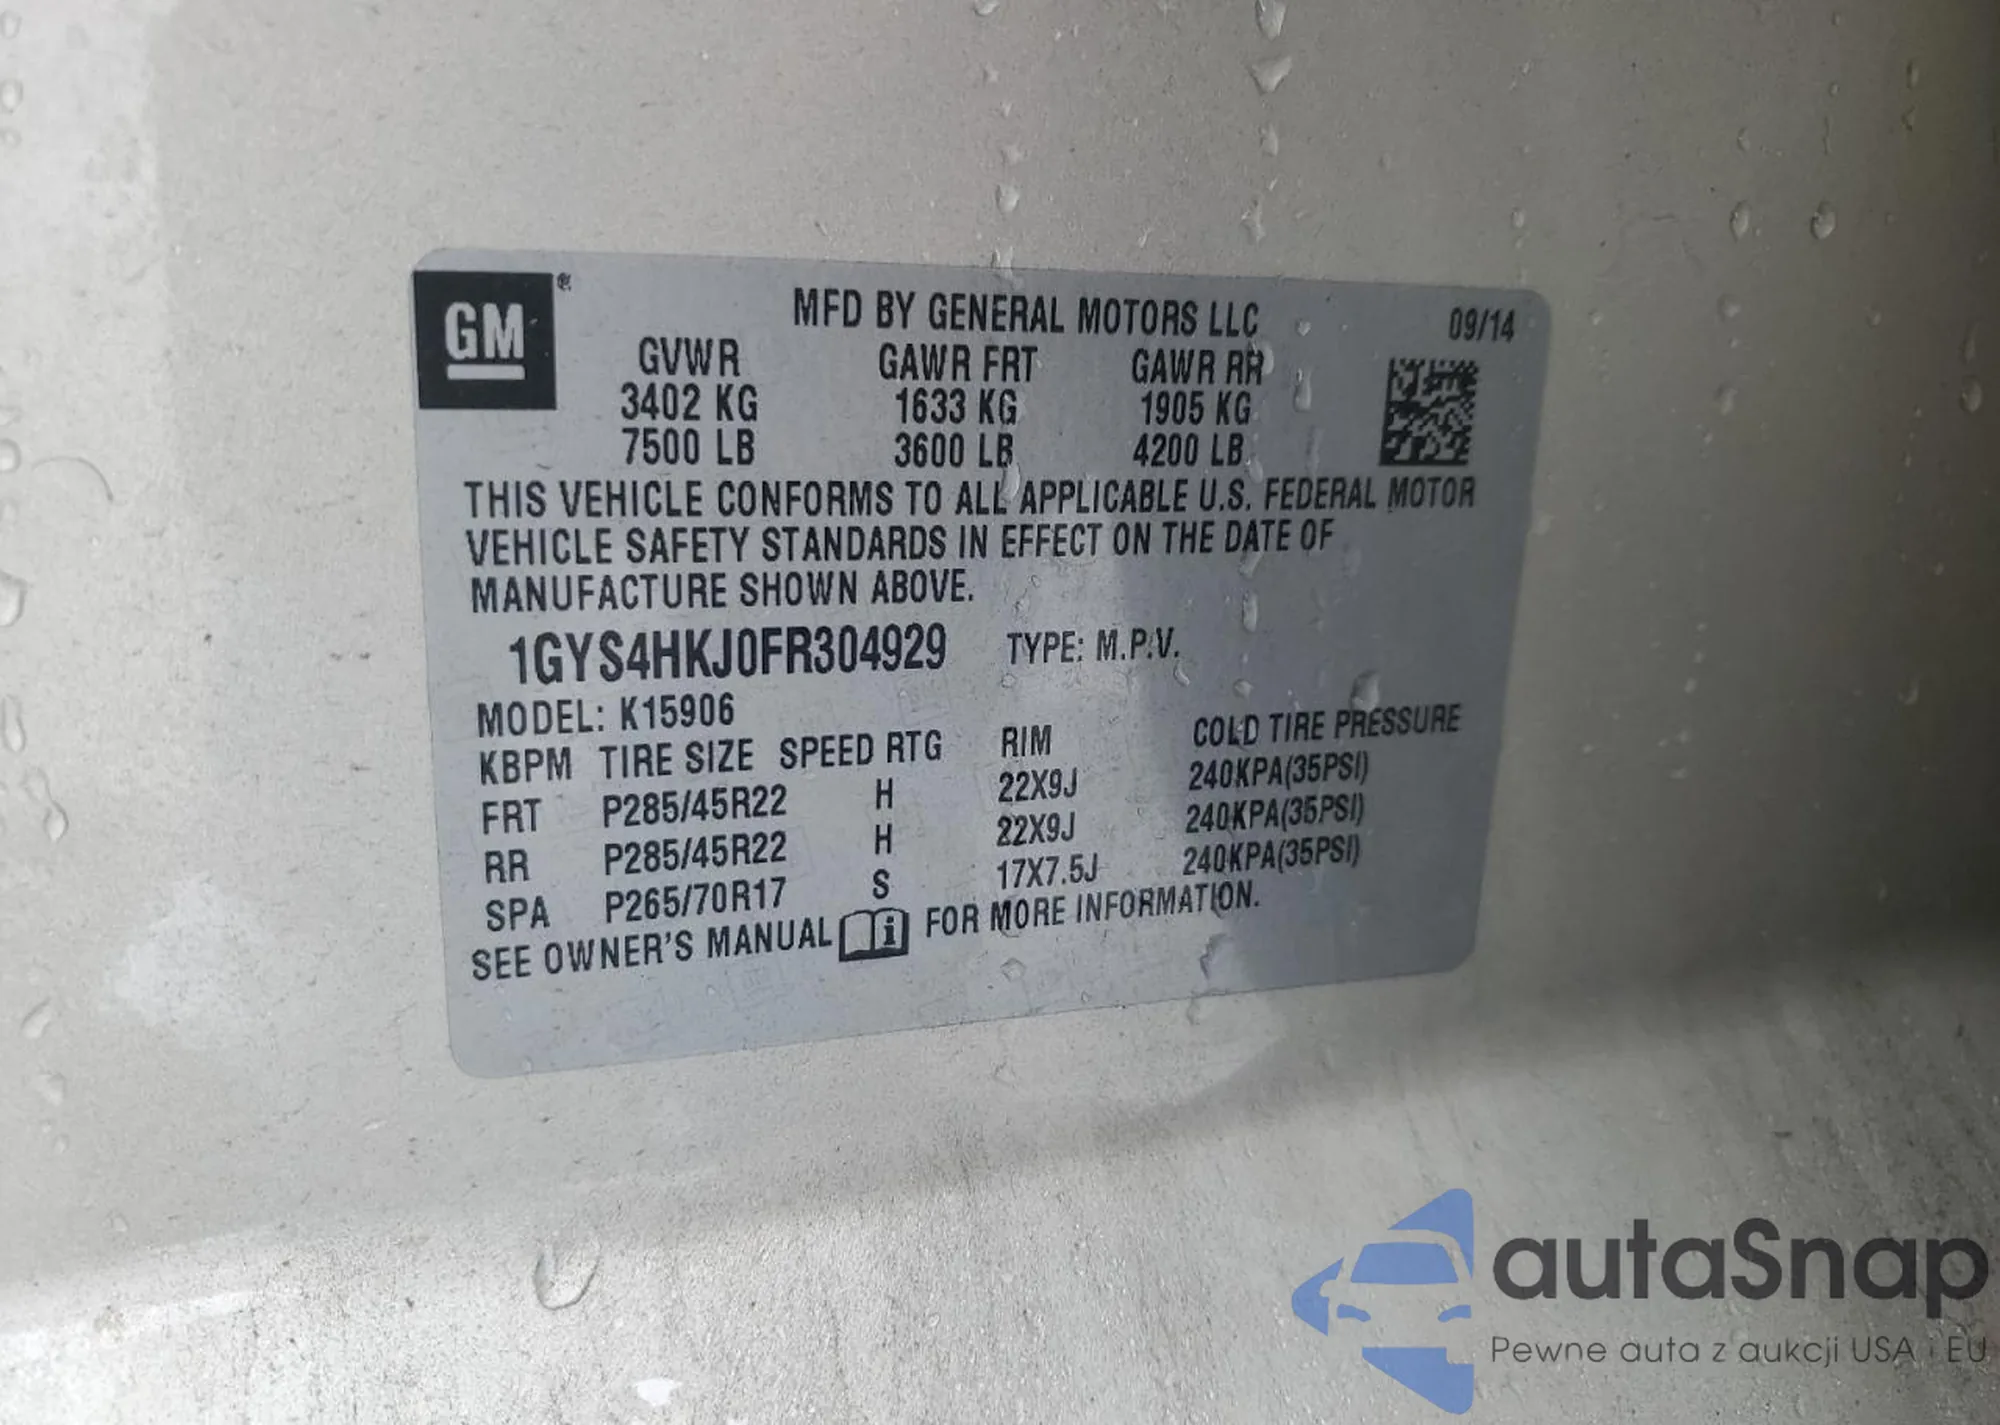 GM
MFD BY GENERAL MOTORS LLC 09/14
GVWR GAWR FRT GAWR RR
3402 KG 1633 KG 1905 KG
7500 LB 3600 LB 4200 LB
THIS VEHICLE CONFORMS TO ALL APPLICABLE U.S. FEDERAL MOTOR
VEHICLE SAFETY STANDARDS IN EFFECT ON THE DATE OF
MANUFACTURE SHOWN ABOVE.
1GYS4HKJ0FR304929 TYPE: M.P.V.
MODEL: K15906
KBPM TIRE SIZE SPEED RTG RIM COLD TIRE PRESSURE
FRT P285/45R22 H 22X9J 240KPA(35PSI)
RR P285/45R22 H 22X9J 240KPA(35PSI)
SPA P265/70R17 S 17X7.5J 240KPA(35PSI)
SEE OWNER'S MANUAL i FOR MORE INFORMATION.
autaSnap
Pewne auta z aukcji USA i EU